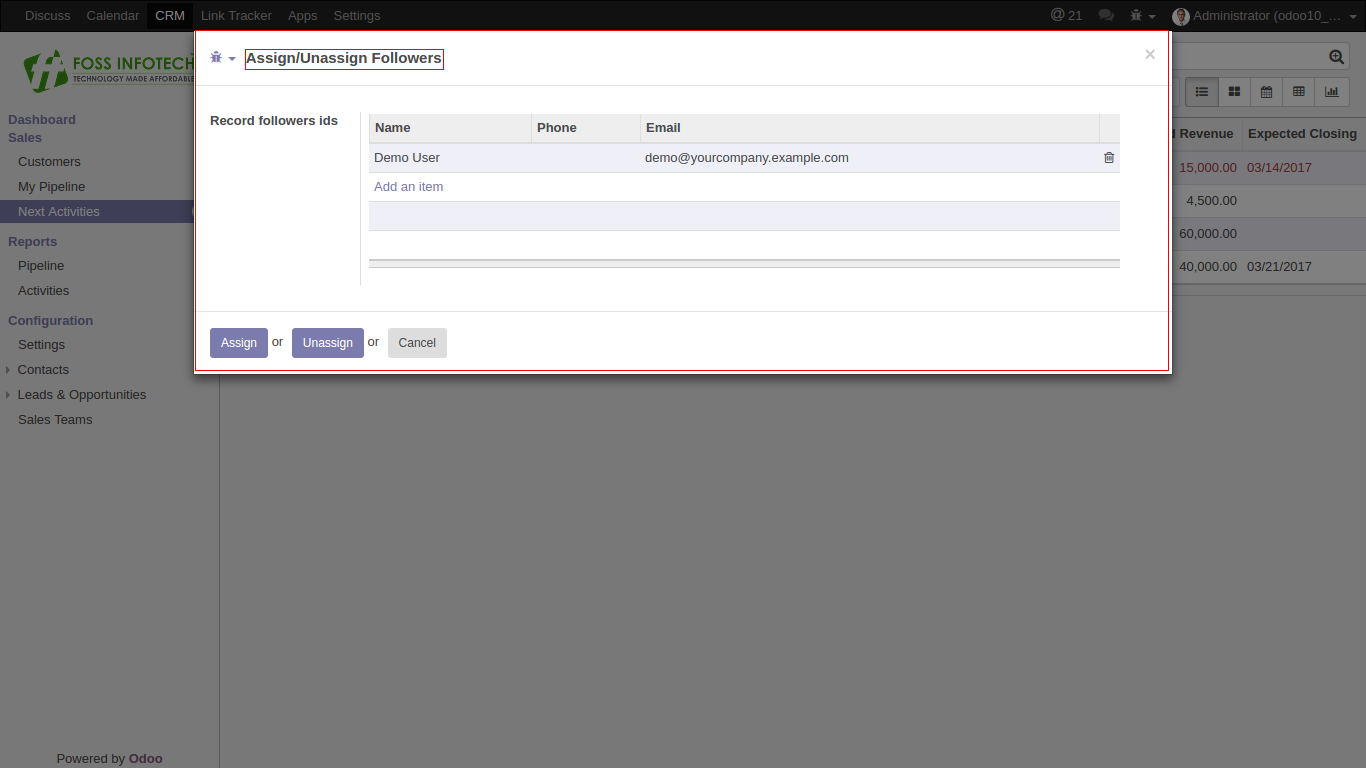 Discuss Calendar CRM Link Tracker Apps Settings @ 21 Administrator (odoo10_...
FOSS INFOTECH
TECHNOLOGY MADE AFFORDABLE
Assign/Unassign Followers ×
Record followers ids
Name Phone Email
Demo User demo@yourcompany.example.com
Add an item
Assign or Unassign or Cancel
Dashboard
Sales
Customers
My Pipeline
Next Activities
Reports
Pipeline
Activities
Configuration
Settings
Contacts
Leads & Opportunities
Sales Teams
Revenue Expected Closing
15,000.00 03/14/2017
4,500.00
60,000.00
40,000.00 03/21/2017
Powered by Odoo